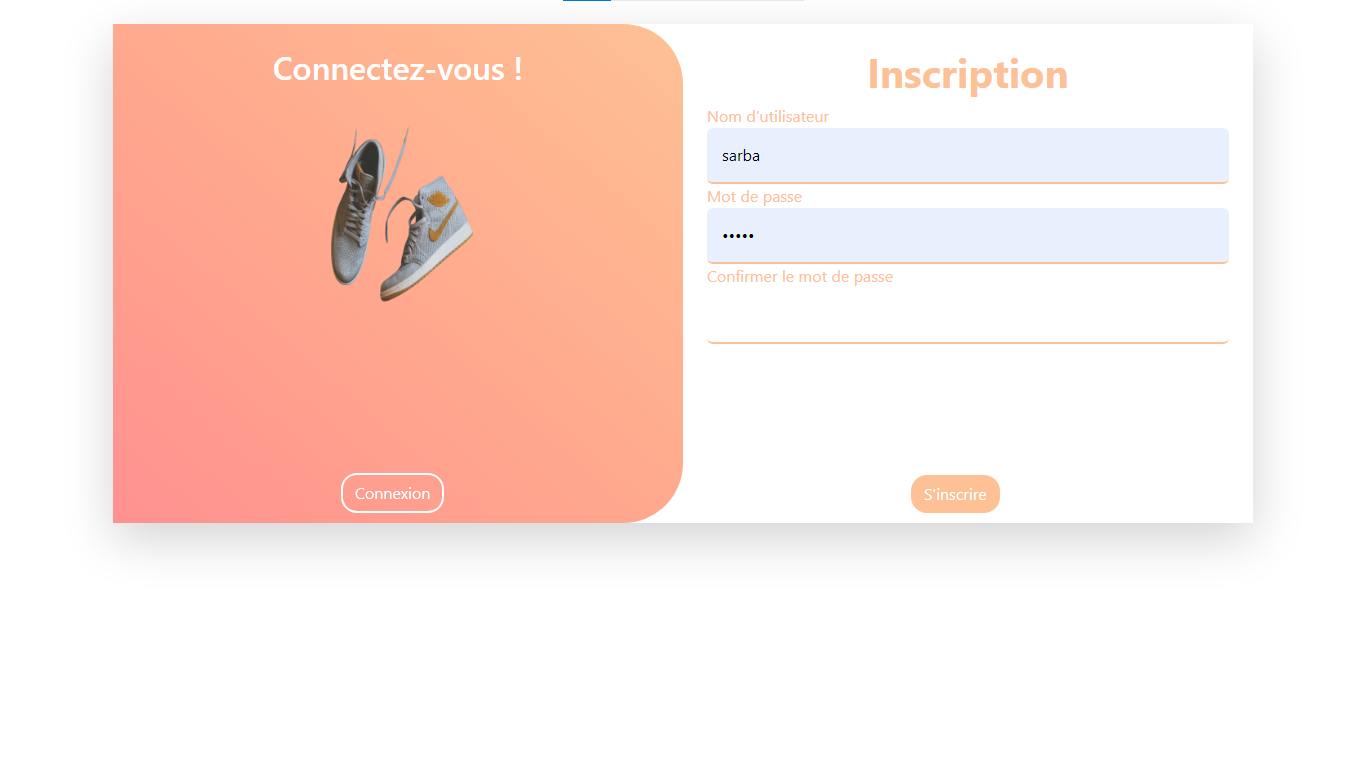 Connectez-vous !
Connexion
Inscription
Nom d'utilisateur
sarba
Mot de passe
•••••
Confirmer le mot de passe
S'inscrire